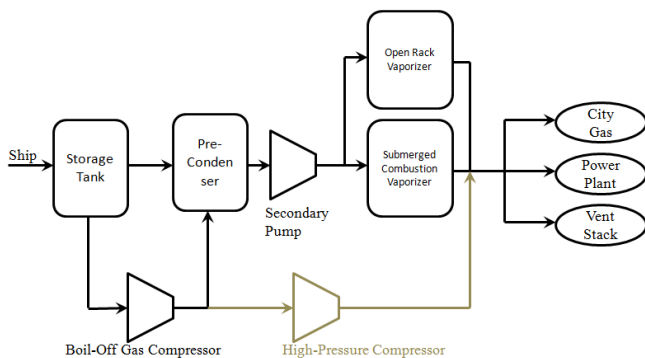 Ship
Storage
Tank
Pre-
Conden
ser
Secondary
Pump
Open Rack
Vaporizer
Submerged
Combustion
Vaporizer
City
Gas
Power
Plant
Vent
Stack
Boil-Off Gas Compressor
High-Pressure Compressor